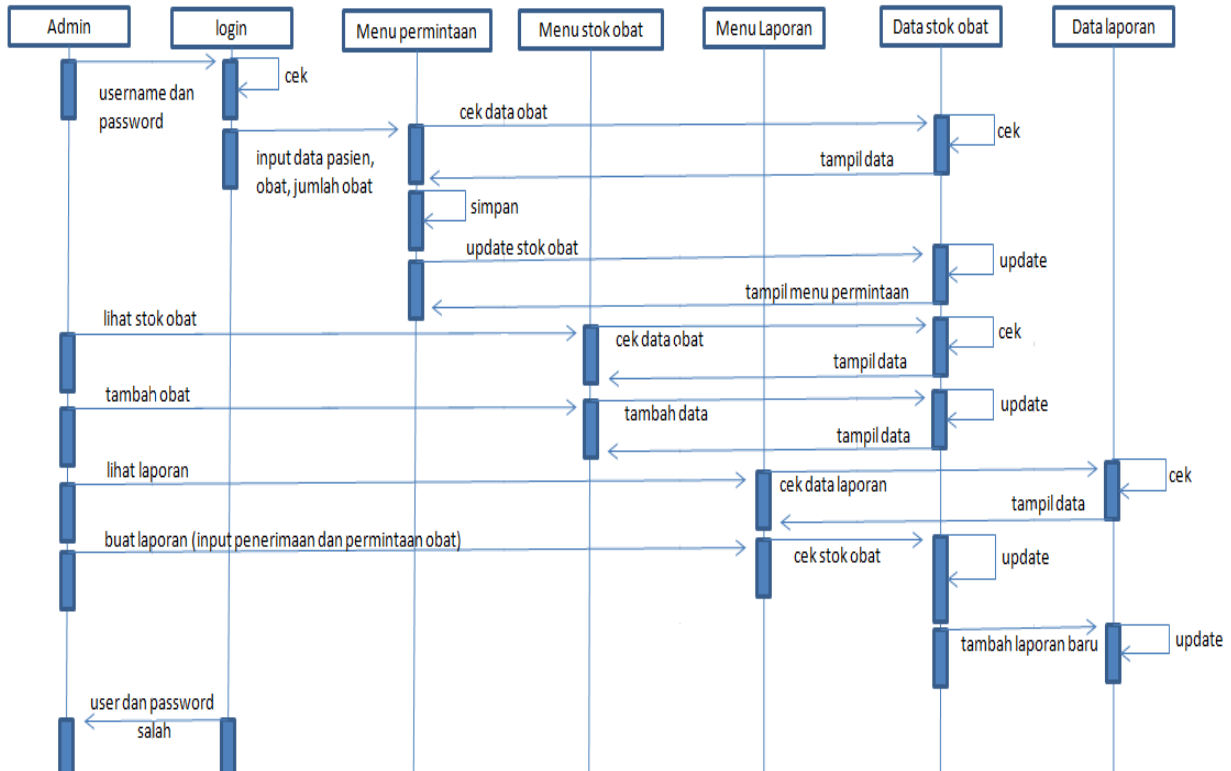 Admin
login
Menu permintaan
Menu stok obat
Menu Laporan
Data stok obat
Data laporan
cek
username dan
password
cek data obat
cek
input data pasien,
obat, jumlah obat
tampil data
simpan
update stok obat
update
tampil menu permintaan
lihat stok obat
cek data obat
cek
tampil data
tambah obat
tambah data
update
tampil data
lihat laporan
cek data laporan
cek
tampil data
buat laporan (input penerimaan dan permintaan obat)
cek stok obat
update
tambah laporan baru
update
user dan password
salah